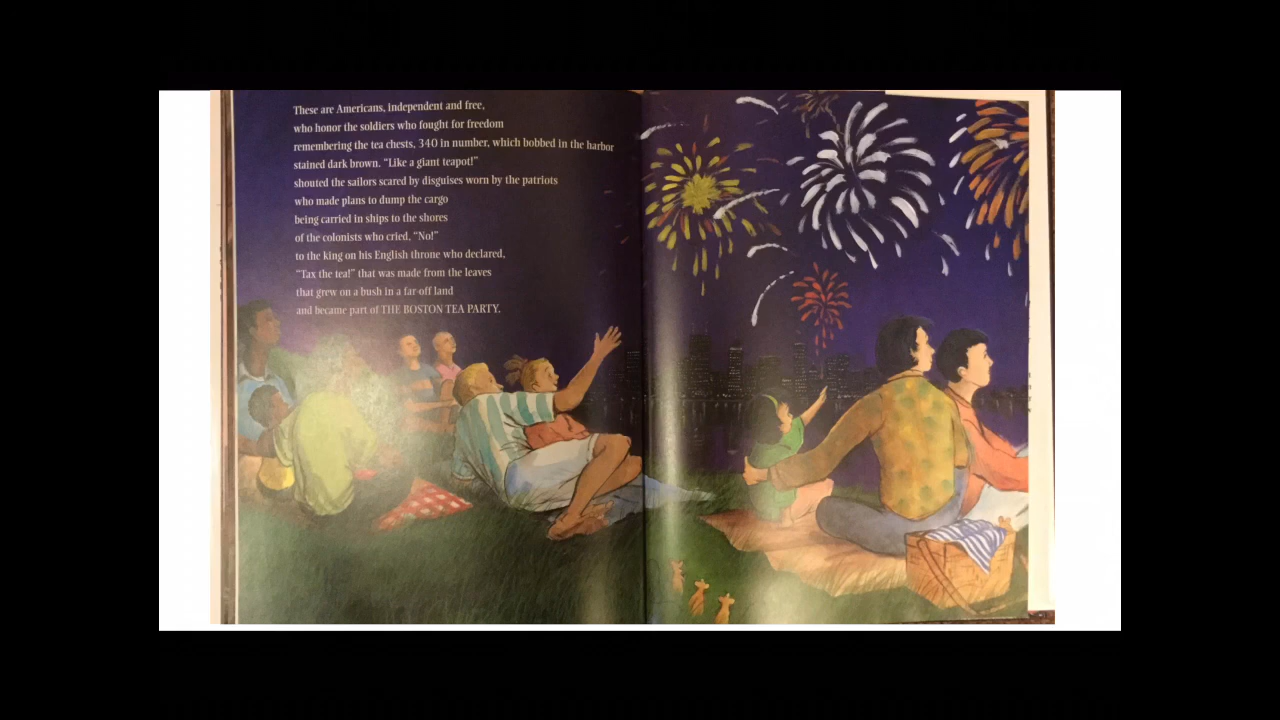 These are Americans, independent and free,
who honor the soldiers who fought for freedom
remembering the tea chests, 340 in number, which bobbed in the harbor
stained dark brown. “Like a giant teapot!”
shouted the sailors scared by disguises worn by the patriots
who made plans to dump the cargo
being carried in ships to the shores
of the colonists who cried, “No!”
to the king on his English throne who declared,
“Tax the tea!” that was made from the leaves
that grew on a bush in a far-off land
and became part of THE BOSTON TEA PARTY.